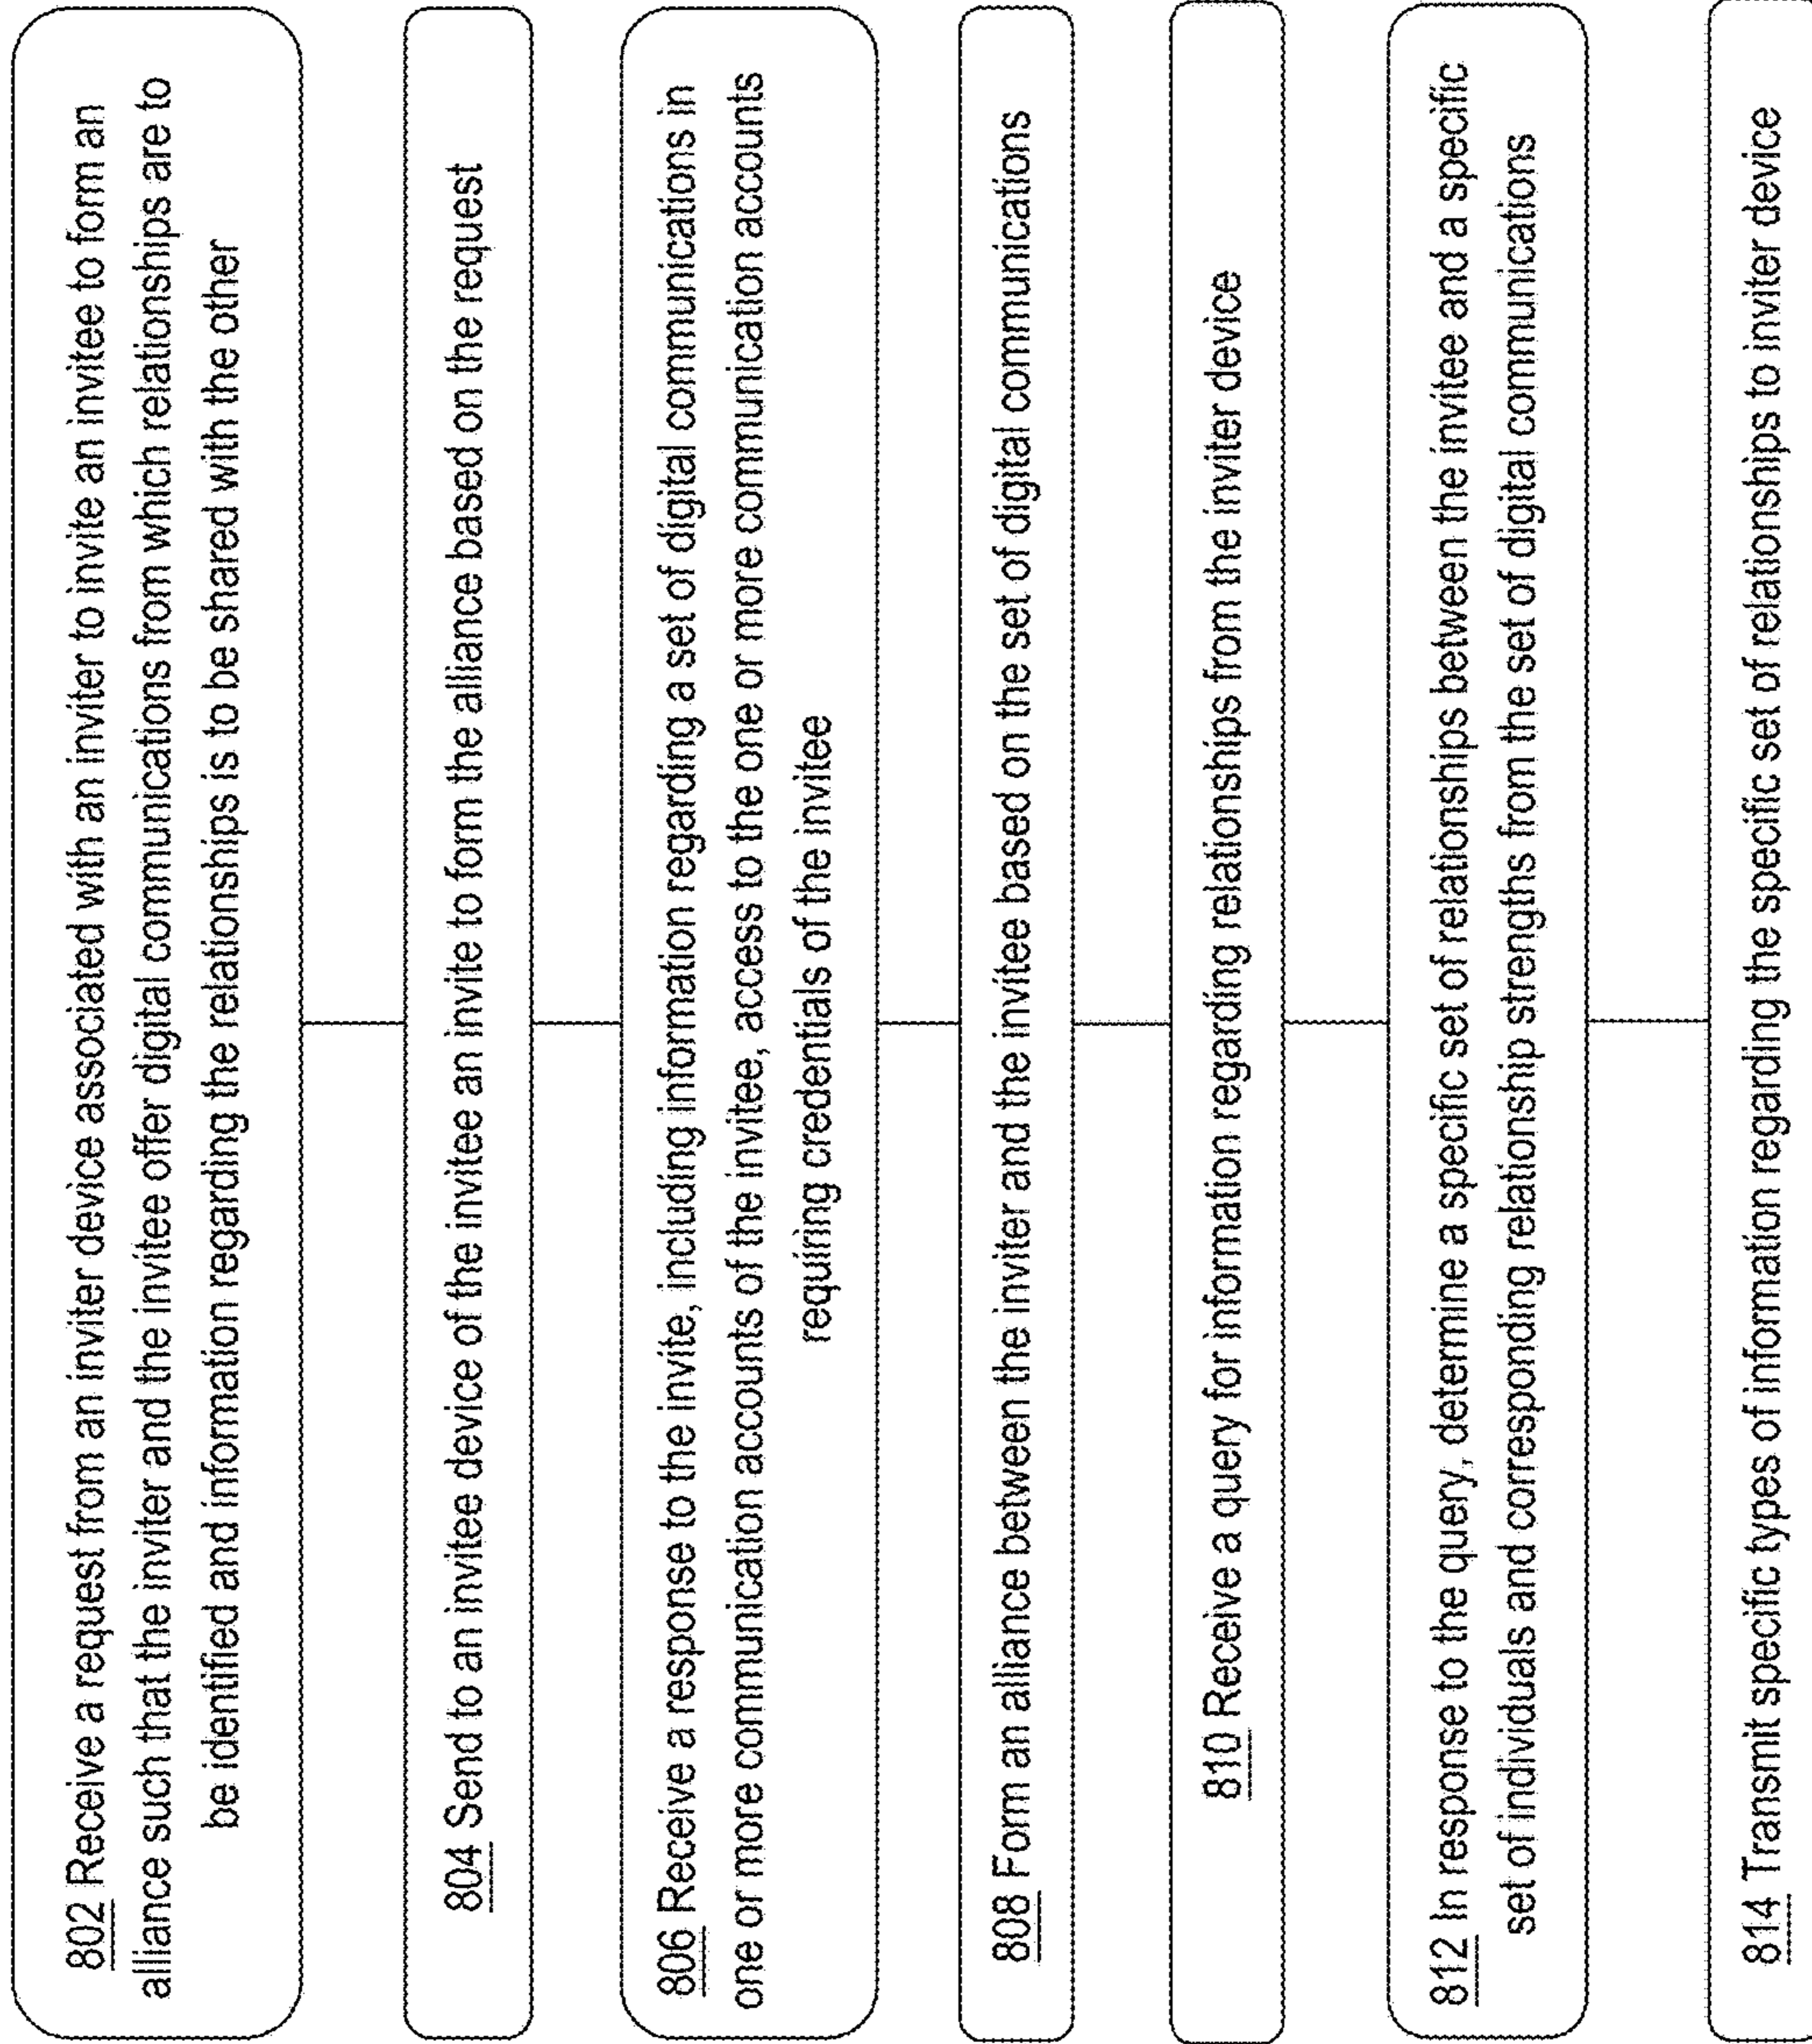 802 Receive a request from an inviter device associated with an inviter to invite an invitee to form an
alliance such that the inviter and the invitee offer digital communications from which relationships are to
be identified and information regarding the relationships is to be shared with the other
804 Send to an invitee device of the invitee an invite to form the alliance based on the request
806 Receive a response to the invite, including information regarding a set of digital communications in
one or more communication accounts of the invitee, access to the one or more communication accounts
requiring credentials of the invitee
808 Form an alliance between the inviter and the invitee based on the set of digital communications
810 Receive a query for information regarding relationships from the inviter device
812 In response to the query, determine a specific set of relationships between the invitee and a specific
set of individuals and corresponding relationship strengths from the set of digital communications
814 Transmit specific types of information regarding the specific set of relationships to inviter device